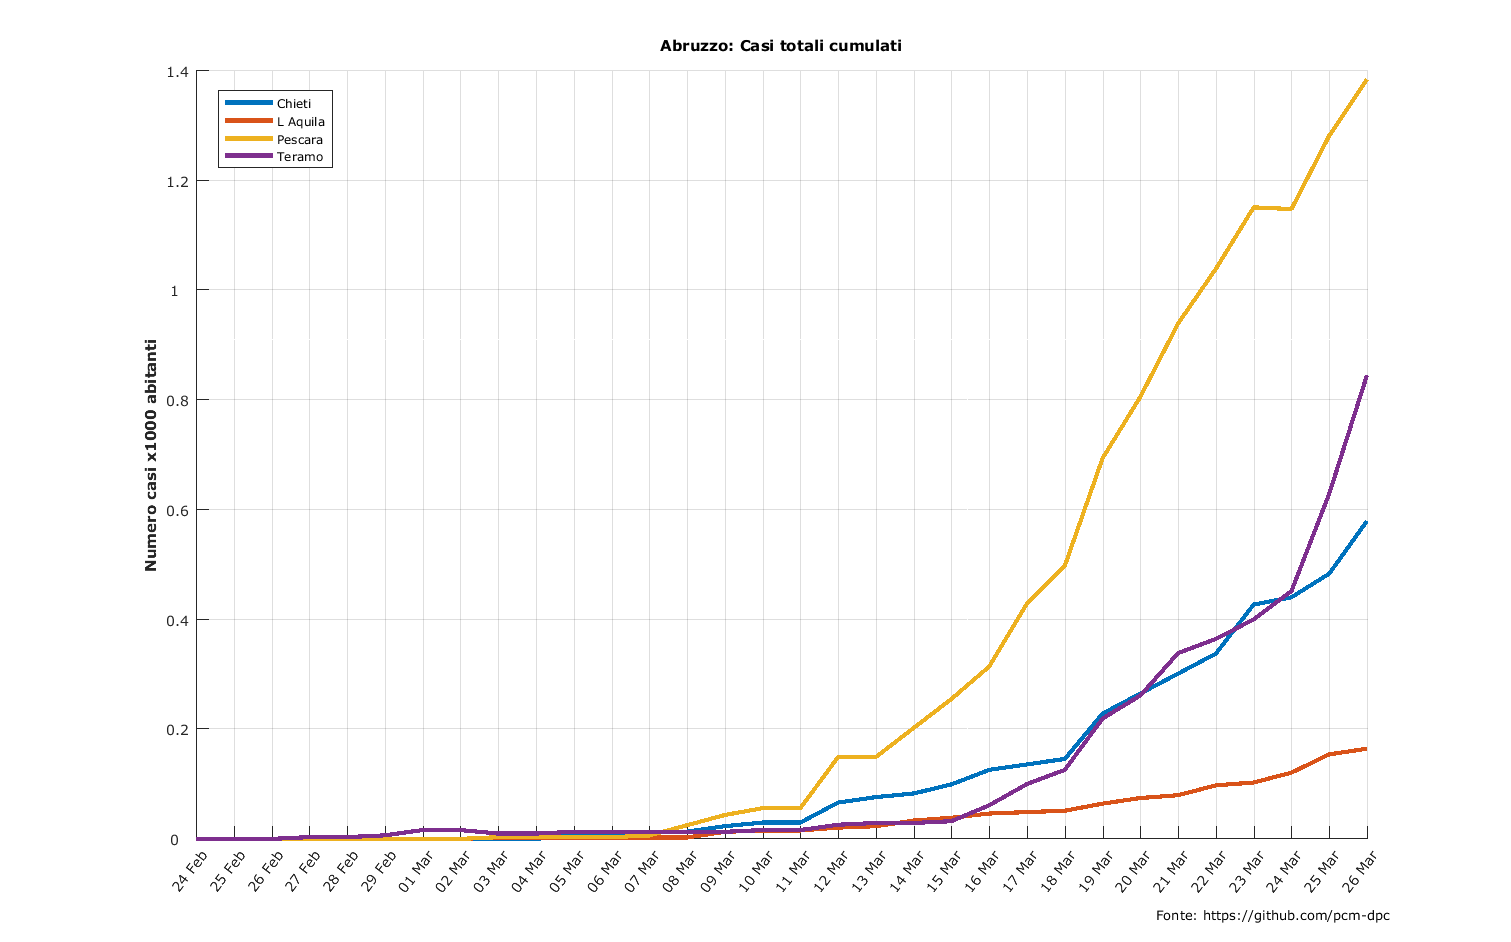 Abruzzo: Casi totali cumulati
1.4
1.2
1
0.8
0.6
0.4
0.2
0
Numero casi x1000 abitanti
Chieti
L Aquila
Pescara
Teramo
24 Feb
25 Feb
26 Feb
27 Feb
28 Feb
29 Feb
01 Mar
02 Mar
03 Mar
04 Mar
05 Mar
06 Mar
07 Mar
08 Mar
09 Mar
10 Mar
11 Mar
12 Mar
13 Mar
14 Mar
15 Mar
16 Mar
17 Mar
18 Mar
19 Mar
20 Mar
21 Mar
22 Mar
23 Mar
24 Mar
25 Mar
26 Mar
Fonte: https://github.com/pcm-dpc